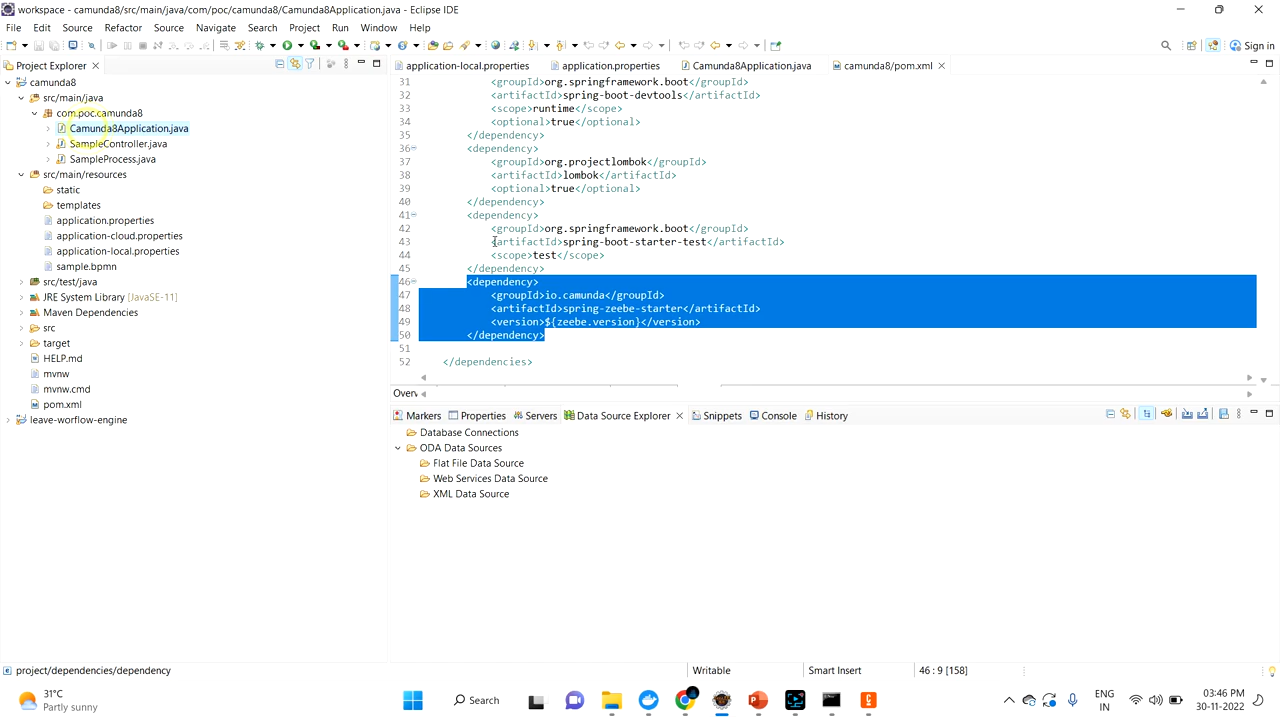 workspace - camunda8/src/main/java/com/poc/camunda8/Camunda8Application.java - Eclipse IDE
File Edit Source Refactor Source Navigate Search Project Run Window Help
Sign in
Project Explorer
camunda8
src/main/java
com.poc.camunda8
Camunda8Application.java
SampleController.java
SampleProcess.java
src/main/resources
static
templates
application.properties
application-cloud.properties
application-local.properties
sample.bpmn
src/test/java
JRE System Library [JavaSE-11]
Maven Dependencies
src
target
HELP.md
mvnw
mvnw.cmd
pom.xml
leave-worflow-engine
application-local.properties application.properties Camunda8Application.java camunda8/pom.xml
31 <groupId>org.springframework.boot</groupId>
32 <artifactId>spring-boot-devtools</artifactId>
33 <scope>runtime</scope>
34 <optional>true</optional>
35 </dependency>
36 <dependency>
37 <groupId>org.projectlombok</groupId>
38 <artifactId>lombok</artifactId>
39 <optional>true</optional>
40 </dependency>
41 <dependency>
42 <groupId>org.springframework.boot</groupId>
43 <artifactId>spring-boot-starter-test</artifactId>
44 <scope>test</scope>
45 </dependency>
46 <dependency>
47 <groupId>io.camunda</groupId>
48 <artifactId>spring-zeebe-starter</artifactId>
49 <version>${zeebe.version}</version>
50 </dependency>
51
52 </dependencies>
Overv
Markers Properties Servers Data Source Explorer Snippets Console History
Database Connections
ODA Data Sources
Flat File Data Source
Web Services Data Source
XML Data Source
project/dependencies/dependency Writable Smart Insert 46 : 9 [158]
31°C
Partly sunny
Search
ENG
IN
03:46 PM
30-11-2022